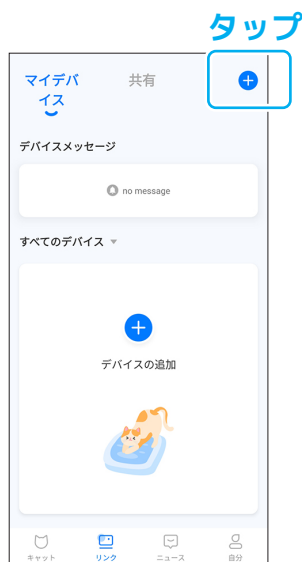 タップ
マイデバ
イス
共有
デバイスメッセージ
no message
すべてのデバイス
デバイスの追加
キャット
リンク
ニュース
自分